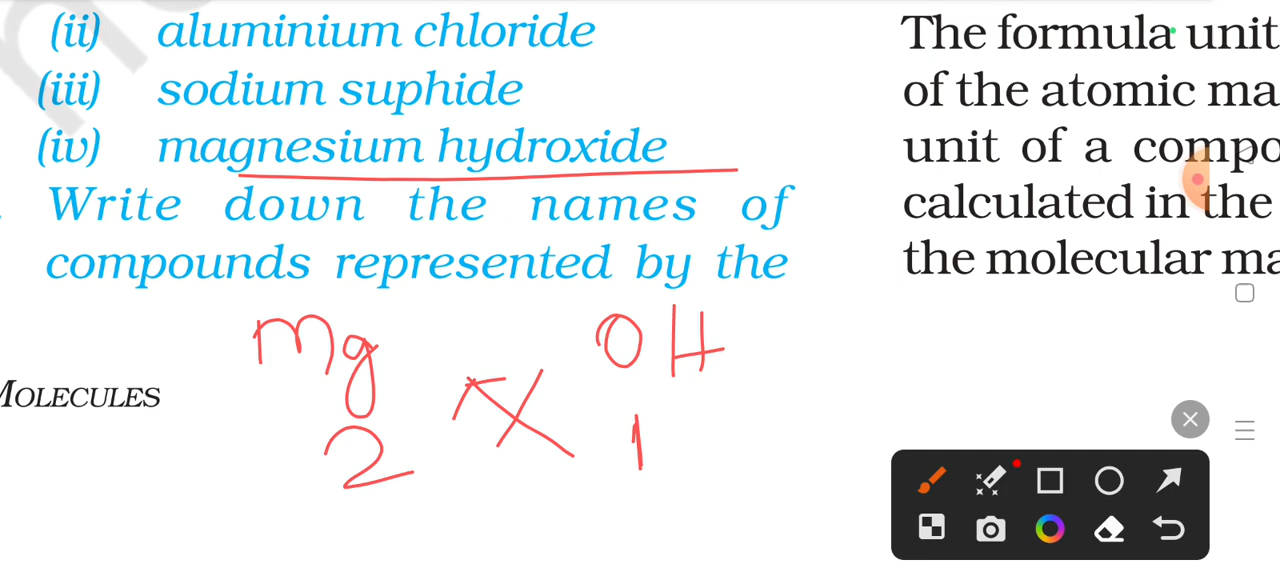 (ii) aluminium chloride
(iii) sodium suphide
(iv) magnesium hydroxide
Write down the names of
compounds represented by the
MOLECULES
The formula unit
of the atomic ma
unit of a compo
calculated in the
the molecular ma
Mg OH
2 1